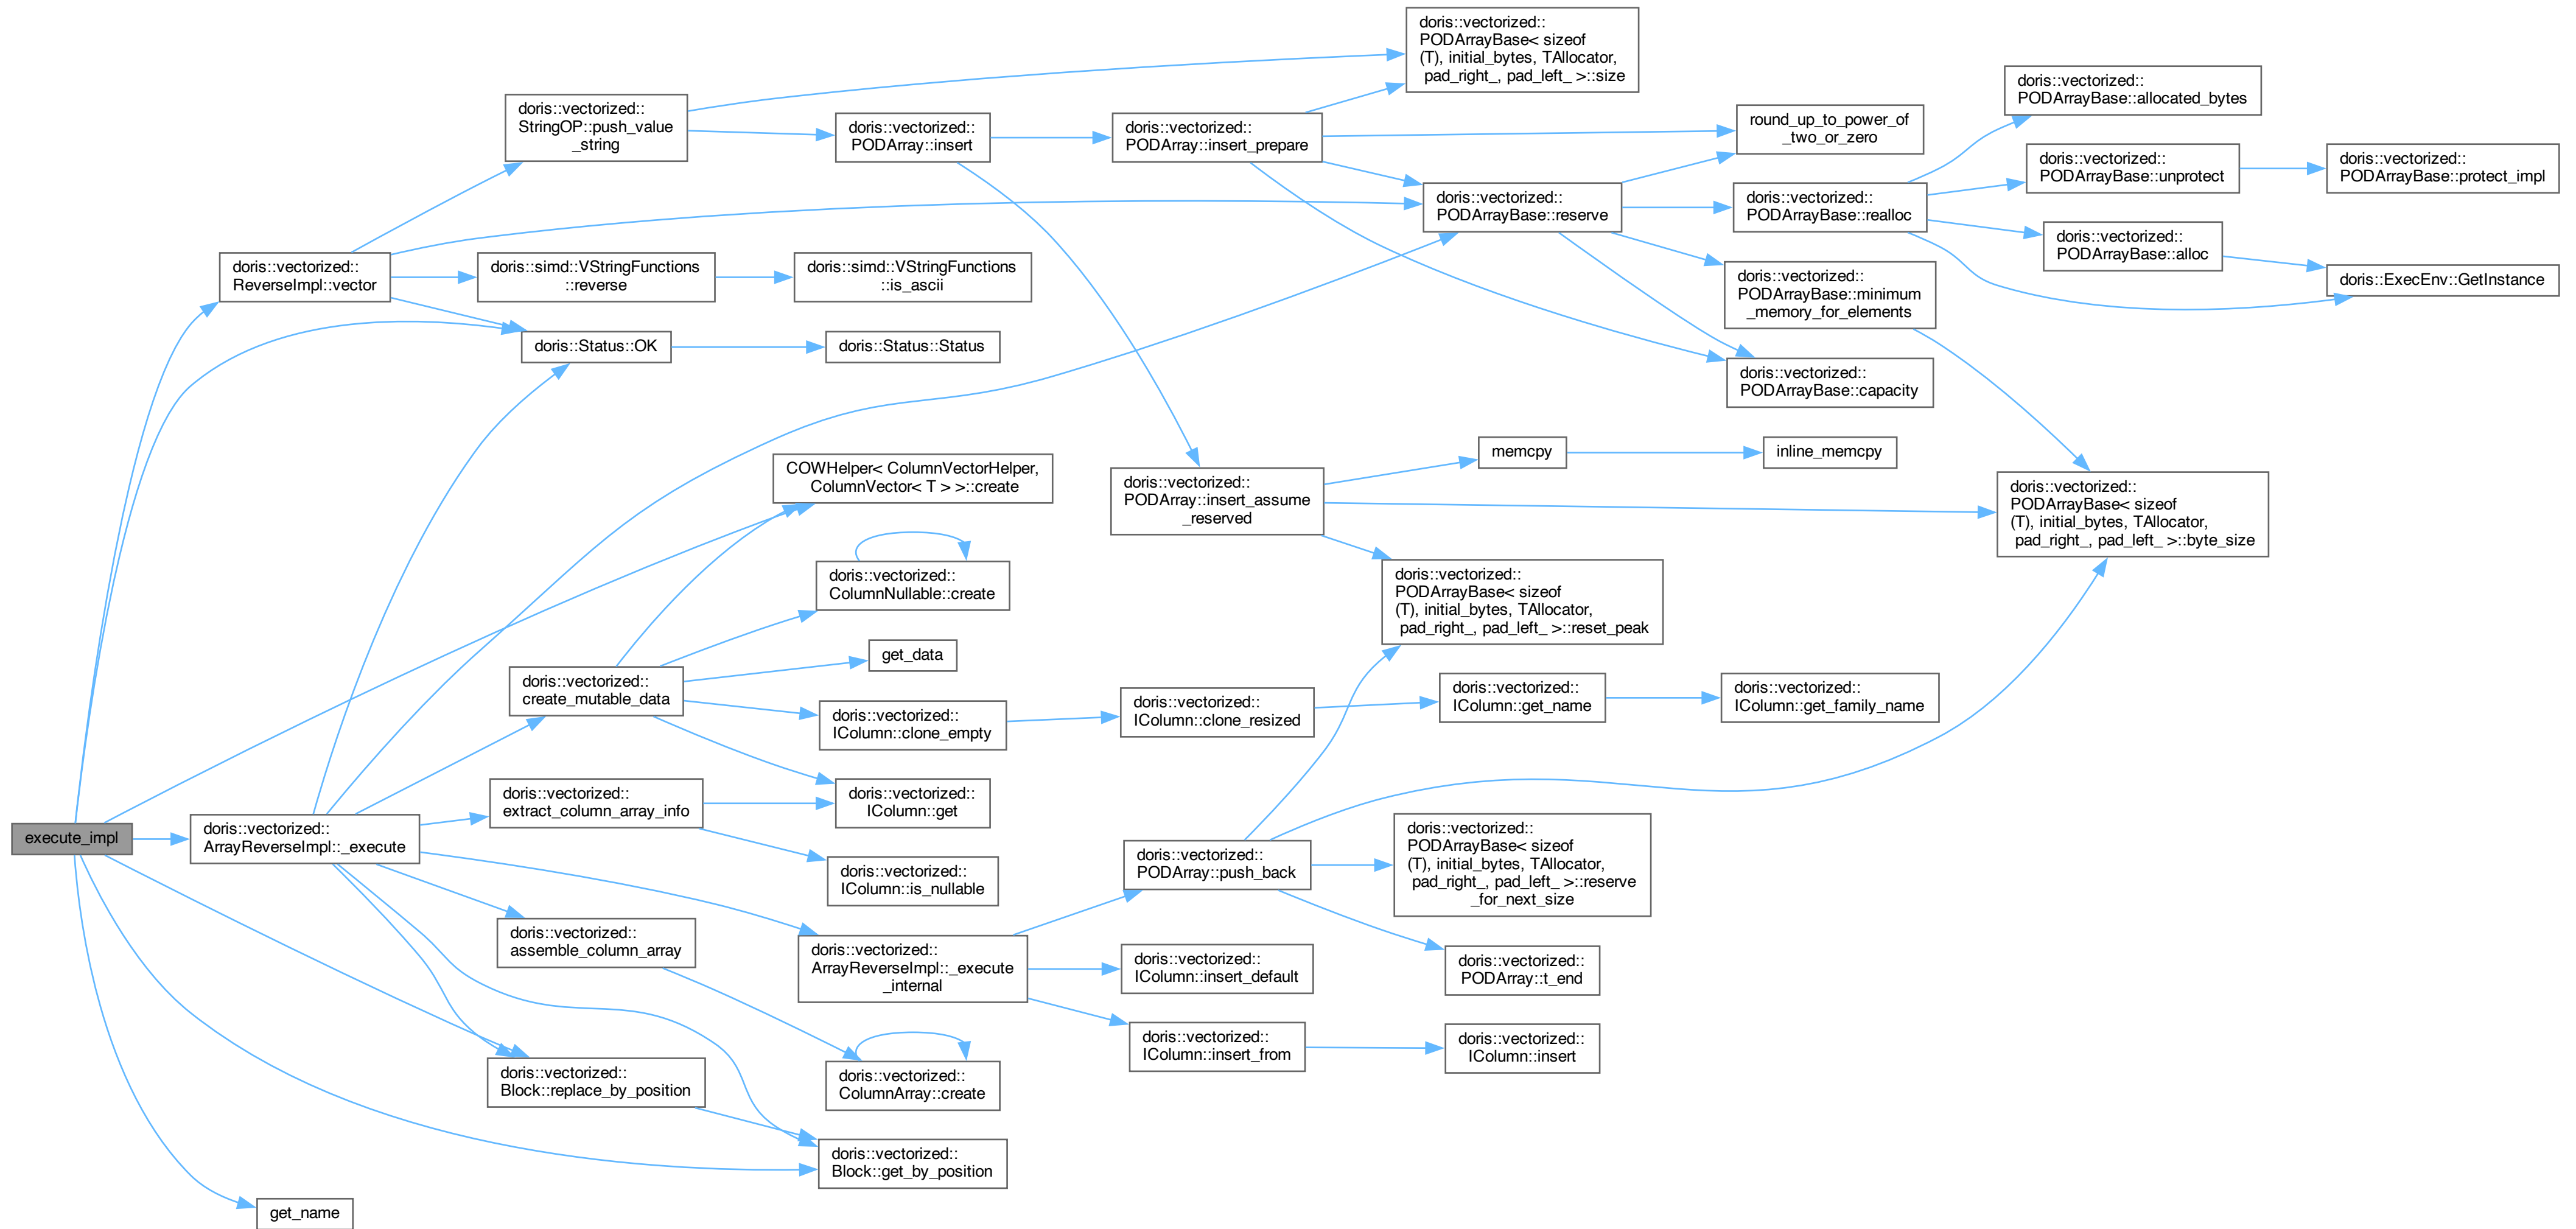 execute_impl
doris::vectorized::
ReverseImpl::vector
doris::vectorized::
ArrayReverseImpl::_execute
get_name
doris::vectorized::
StringOP::push_value
_string
doris::simd::VStringFunctions
::reverse
doris::Status::OK
doris::vectorized::
create_mutable_data
doris::vectorized::
extract_column_array_info
doris::vectorized::
assemble_column_array
doris::vectorized::
Block::replace_by_position
doris::vectorized::
PODArray::insert
doris::simd::VStringFunctions
::is_ascii
doris::Status::Status
COWHelper< ColumnVectorHelper,
ColumnVector< T > >::create
doris::vectorized::
ColumnNullable::create
get_data
doris::vectorized::
IColumn::clone_empty
doris::vectorized::
IColumn::get
doris::vectorized::
IColumn::is_nullable
doris::vectorized::
ArrayReverseImpl::_execute
_internal
doris::vectorized::
ColumnArray::create
doris::vectorized::
Block::get_by_position
doris::vectorized::
PODArray::insert_prepare
doris::vectorized::
PODArray::insert_assume
_reserved
doris::vectorized::
IColumn::clone_resized
doris::vectorized::
PODArray::push_back
doris::vectorized::
IColumn::insert_default
doris::vectorized::
IColumn::insert_from
doris::vectorized::
PODArrayBase< sizeof
(T), initial_bytes, TAllocator,
pad_right_, pad_left_ >::size
doris::vectorized::
PODArrayBase::reserve
memcpy
doris::vectorized::
PODArrayBase< sizeof
(T), initial_bytes, TAllocator,
pad_right_, pad_left_ >::reset_peak
doris::vectorized::
IColumn::get_name
doris::vectorized::
PODArrayBase< sizeof
(T), initial_bytes, TAllocator,
pad_right_, pad_left_ >::reserve
_for_next_size
doris::vectorized::
PODArray::t_end
doris::vectorized::
IColumn::insert
round_up_to_power_of
_two_or_zero
doris::vectorized::
PODArrayBase::realloc
doris::vectorized::
PODArrayBase::minimum
_memory_for_elements
doris::vectorized::
PODArrayBase::capacity
inline_memcpy
doris::vectorized::
IColumn::get_family_name
doris::vectorized::
PODArrayBase::allocated_bytes
doris::vectorized::
PODArrayBase::unprotect
doris::vectorized::
PODArrayBase::alloc
doris::vectorized::
PODArrayBase< sizeof
(T), initial_bytes, TAllocator,
pad_right_, pad_left_ >::byte_size
doris::vectorized::
PODArrayBase::protect_impl
doris::ExecEnv::GetInstance